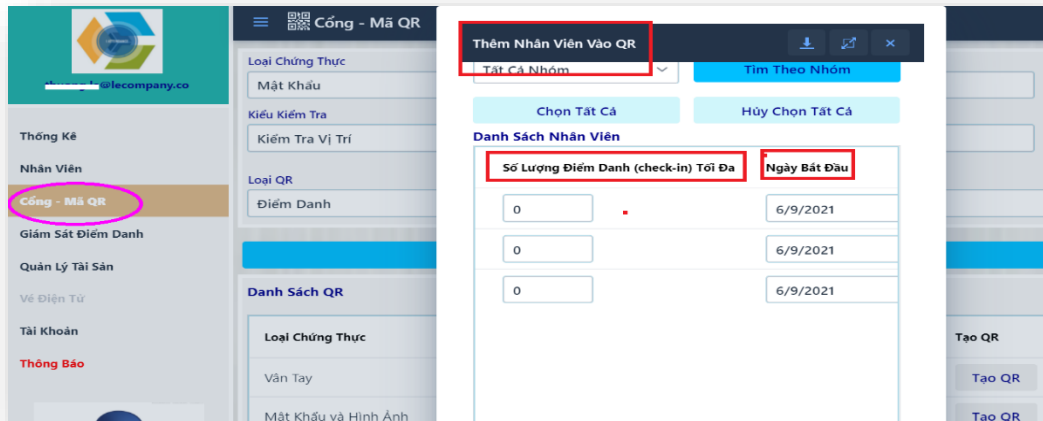 Cổng - Mã QR
@lecompany.co
Thống Kê
Nhân Viên
Cổng - Mã QR
Giám Sát Điểm Danh
Quản Lý Tài Sản
Vé Điện Tử
Tài Khoản
Thông Báo
Loại Chứng Thực
Mật Khẩu
Kiểu Kiểm Tra
Kiểm Tra Vị Trí
Loại QR
Điểm Danh
Danh Sách QR
Loại Chứng Thực
Vân Tay
Mật Khẩu và Hình Ảnh
Thêm Nhân Viên Vào QR
Tất Cả Nhóm
Tìm Theo Nhóm
Chọn Tất Cả
Hủy Chọn Tất Cả
Danh Sách Nhân Viên
Số Lượng Điểm Danh (check-in) Tối Đa
Ngày Bắt Đầu
0
6/9/2021
0
6/9/2021
0
6/9/2021
Tạo QR
Tạo QR
Tạo QR